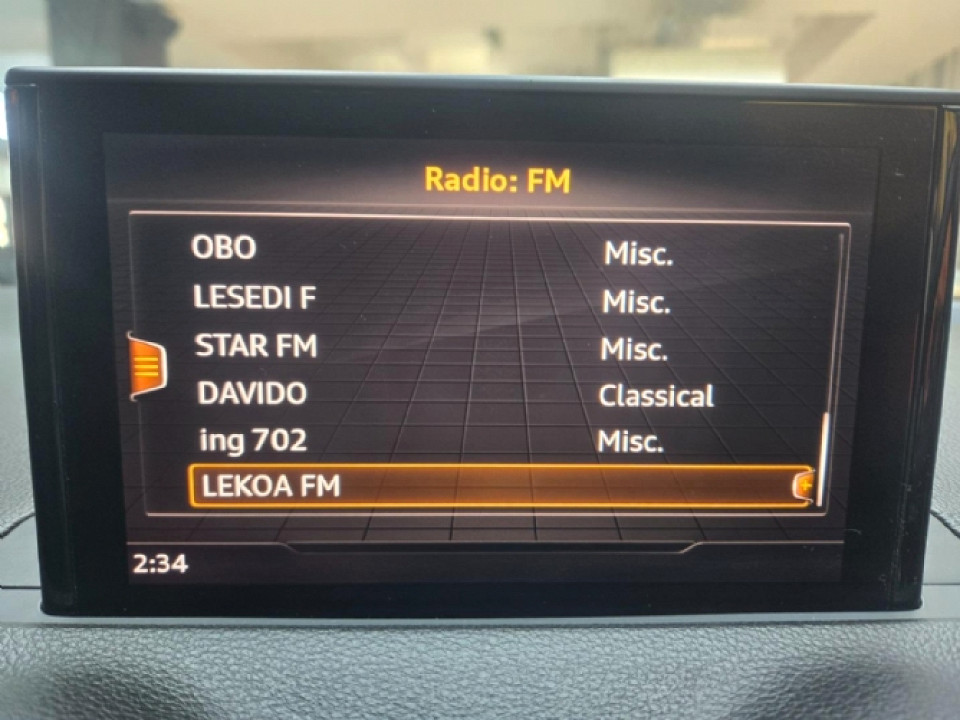 Radio: FM
OBO Misc.
LESEDI F Misc.
STAR FM Misc.
DAVIDO Classical
ing 702 Misc.
LEKOA FM
2:34